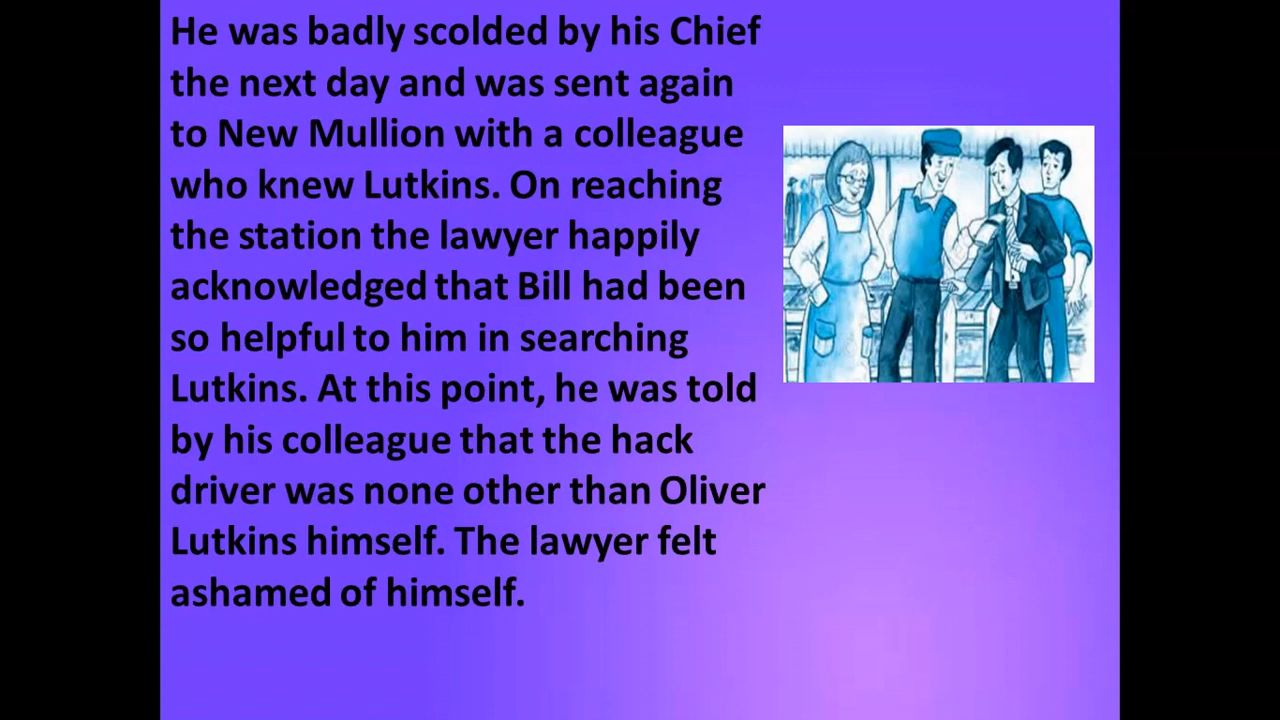 He was badly scolded by his Chief
the next day and was sent again
to New Mullion with a colleague
who knew Lutkins. On reaching
the station the lawyer happily
acknowledged that Bill had been
so helpful to him in searching
Lutkins. At this point, he was told
by his colleague that the hack
driver was none other than Oliver
Lutkins himself. The lawyer felt
ashamed of himself.